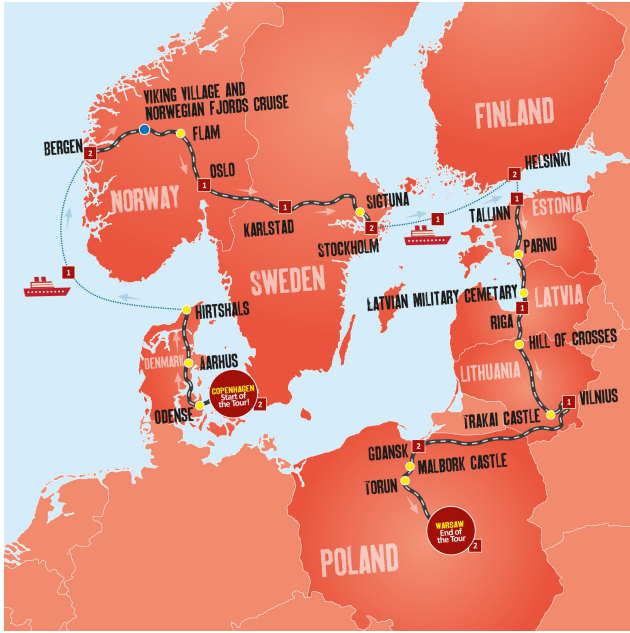 VIKING VILLAGE AND
NORWEGIAN FJORDS CRUISE
FINLAND
BERGEN
2
FLAM
HELSINKI
2
OSLO
1
NORWAY
SIGTUNA
1
TALLINN
1
ESTONIA
KARLSTAD
2
1
STOCKHOLM
PARNU
1
SWEDEN
LATVIAN MILITARY CEMETARY
LATVIA
HIRTSHALS
1
RIGA
HILL OF CROSSES
DENMARK
AARHUS
LITHUANIA
COPENHAGEN
Start of
the Tour!
2
ODENSE
VILNIUS
1
TRAKAI CASTLE
GDANSK
2
MALBORK CASTLE
TORUN
WARSAW
End of
the Tour
2
POLAND